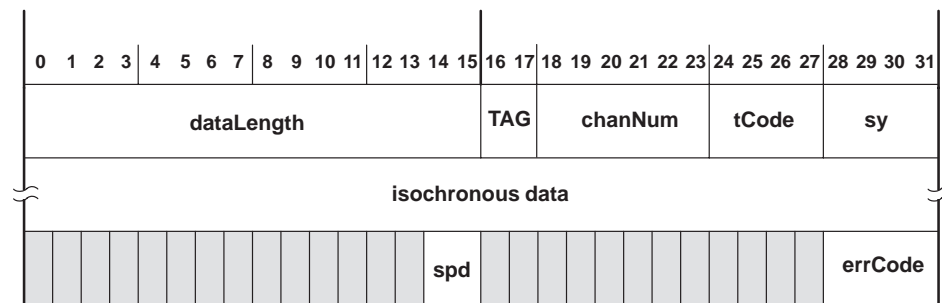 0 1 2 3 4 5 6 7 8 9 10 11 12 13 14 15 16 17 18 19 20 21 22 23 24 25 26 27 28 29 30 31
dataLength TAG chanNum tCode sy
isochronous data
spd errCode